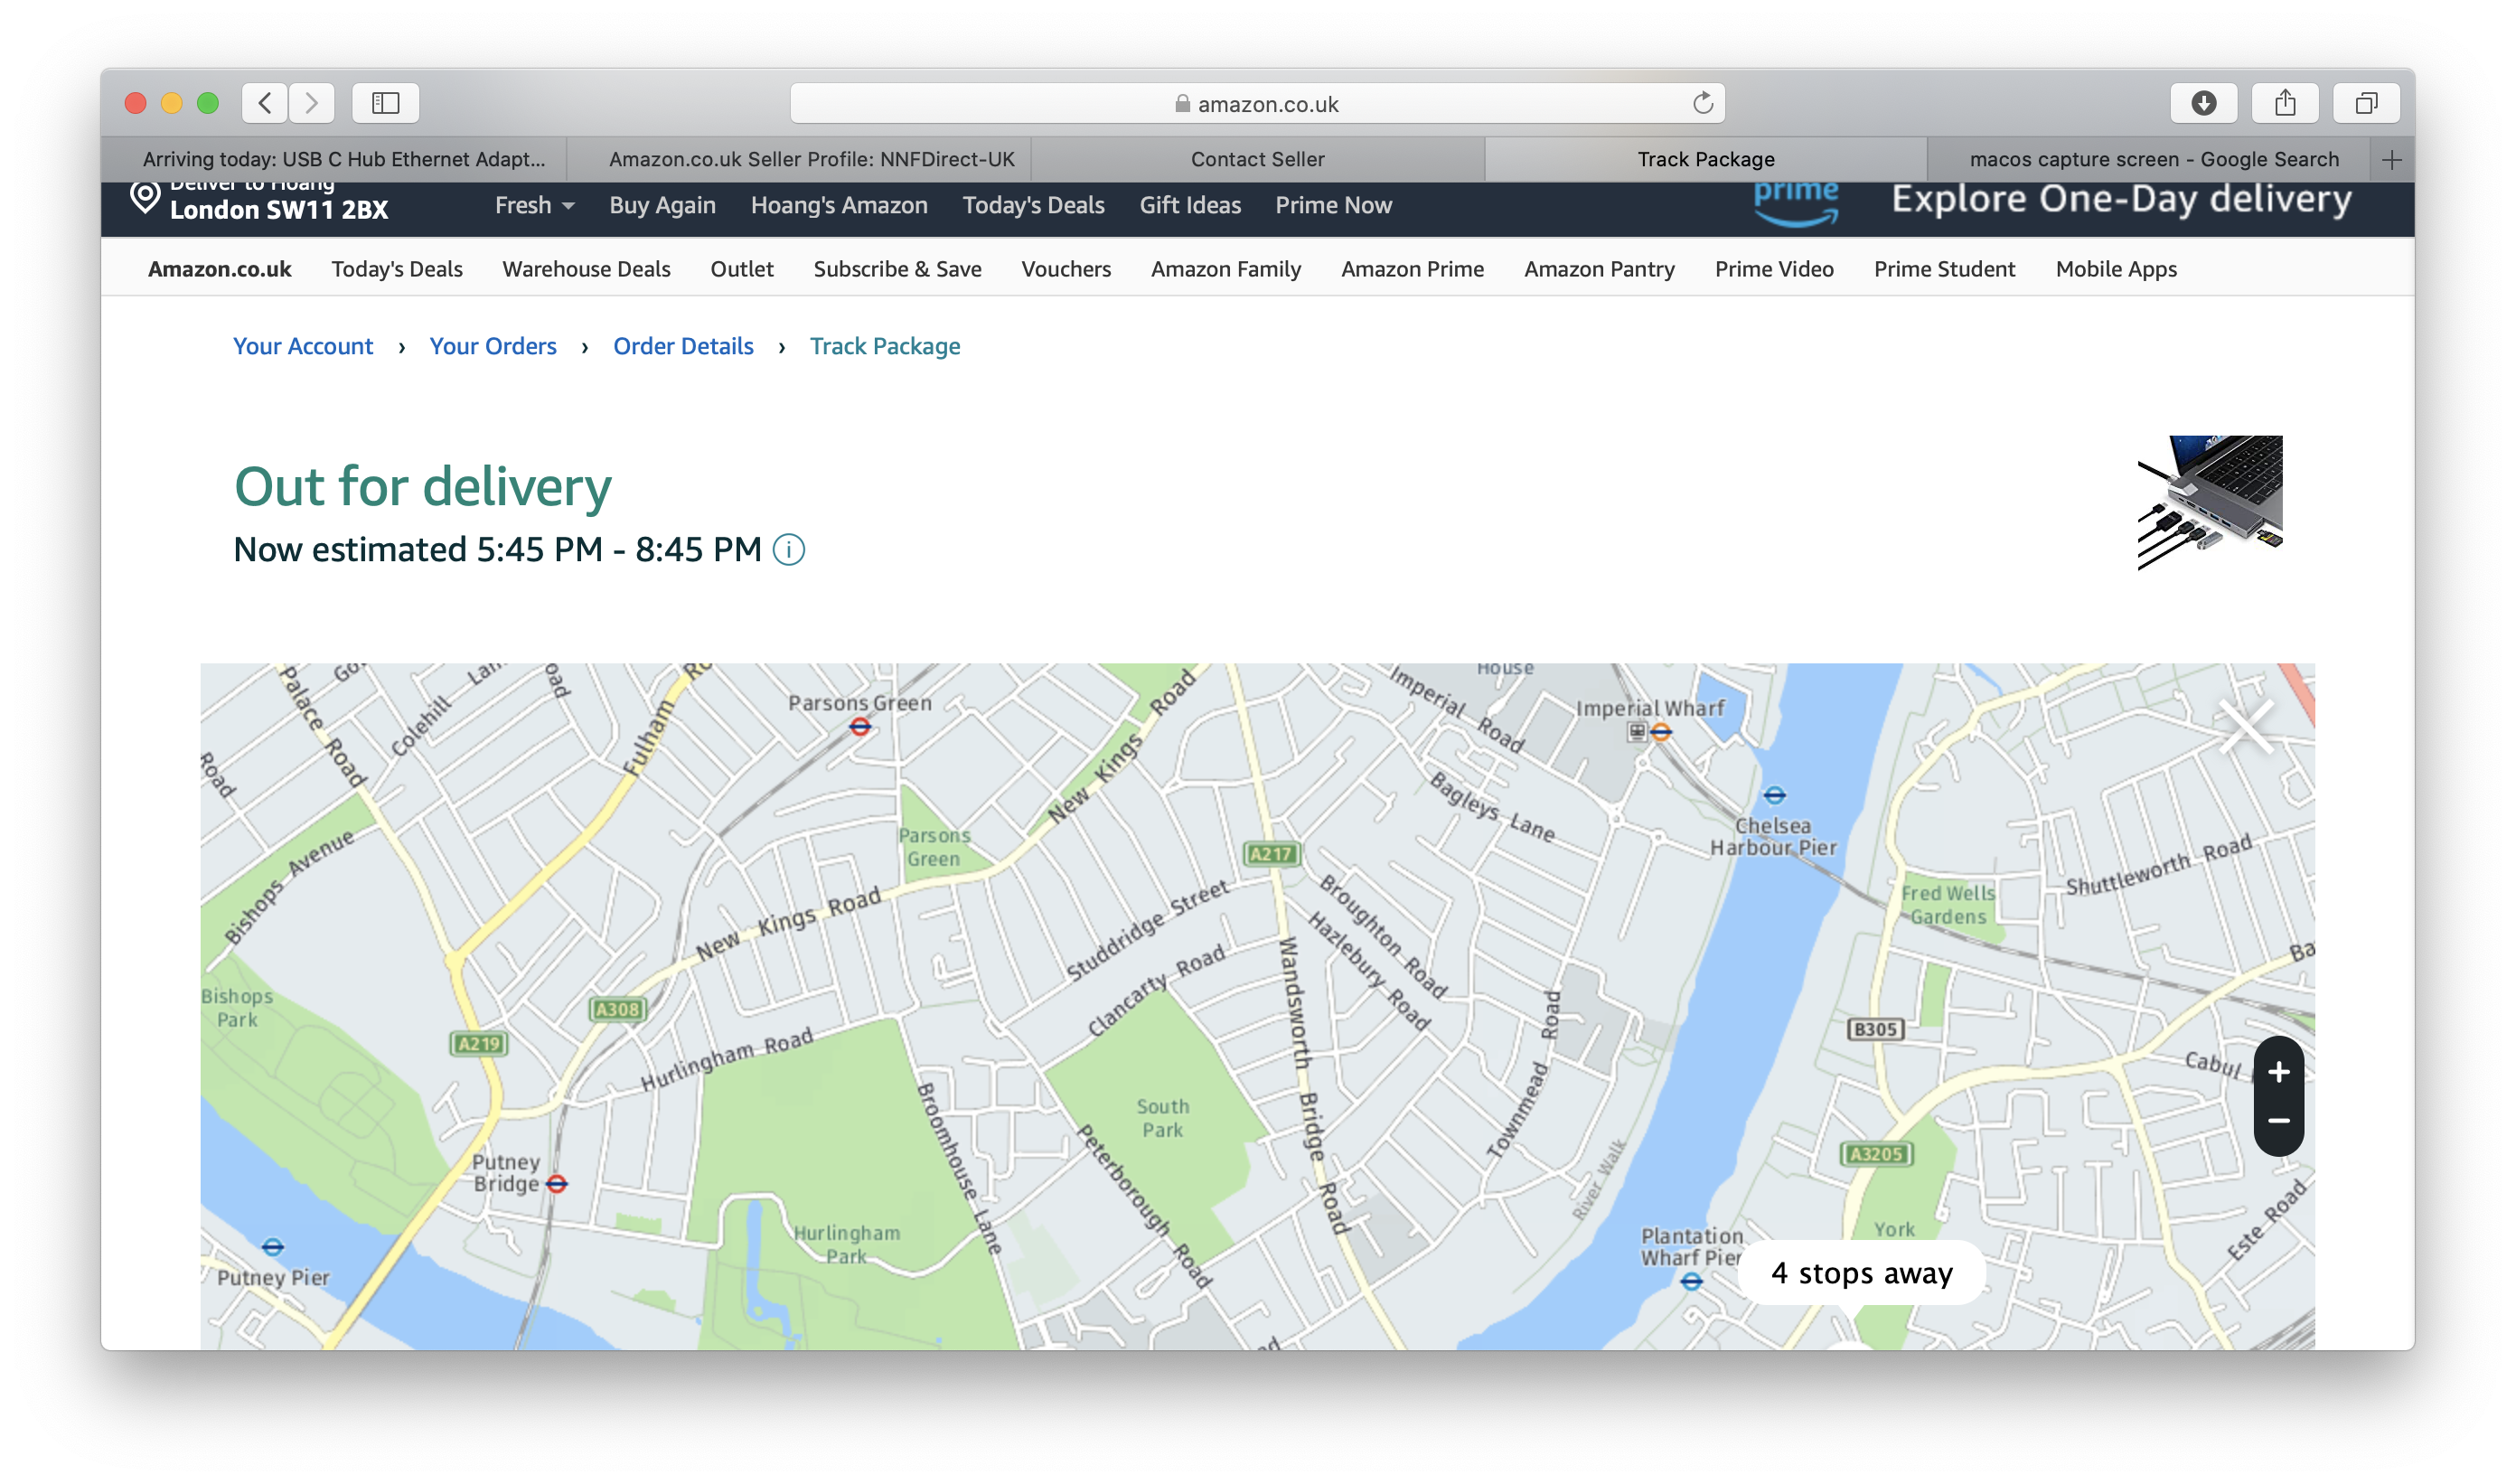 amazon.co.uk
Arriving today: USB C Hub Ethernet Adapt...
Amazon.co.uk Seller Profile: NNFDirect-UK
Contact Seller
Track Package
macos capture screen - Google Search
Deliver to Hoang
London SW11 2BX
Fresh
Buy Again
Hoang's Amazon
Today's Deals
Gift Ideas
Prime Now
prime
Explore One-Day delivery
Amazon.co.uk
Today's Deals
Warehouse Deals
Outlet
Subscribe & Save
Vouchers
Amazon Family
Amazon Prime
Amazon Pantry
Prime Video
Prime Student
Mobile Apps
Your Account › Your Orders › Order Details › Track Package
Out for delivery
Now estimated 5:45 PM - 8:45 PM
Palace Road
Colehill Lan
Road
Fulham Ro
Parsons Green
New Kings Road
Imperial Road
House
Imperial Wharf
Bagleys Lane
Chelsea
Harbour Pier
Bishops Avenue
Parsons
Green
A217
Shuttleworth Road
Fred Wells
Gardens
New Kings Road
Studdridge Street
Broughton Road
Hazlebury Road
Clancarty Road
Wandsworth Bridge Road
Ba
Bishops
Park
A308
A219
B305
Hurlingham Road
Townmead Road
Cabul
Broomhouse Lane
South
Park
Peterborough Road
River Walk
A3205
Putney
Bridge
Este Road
Hurlingham
Park
Plantation
Wharf Pier
York
Putney Pier
4 stops away